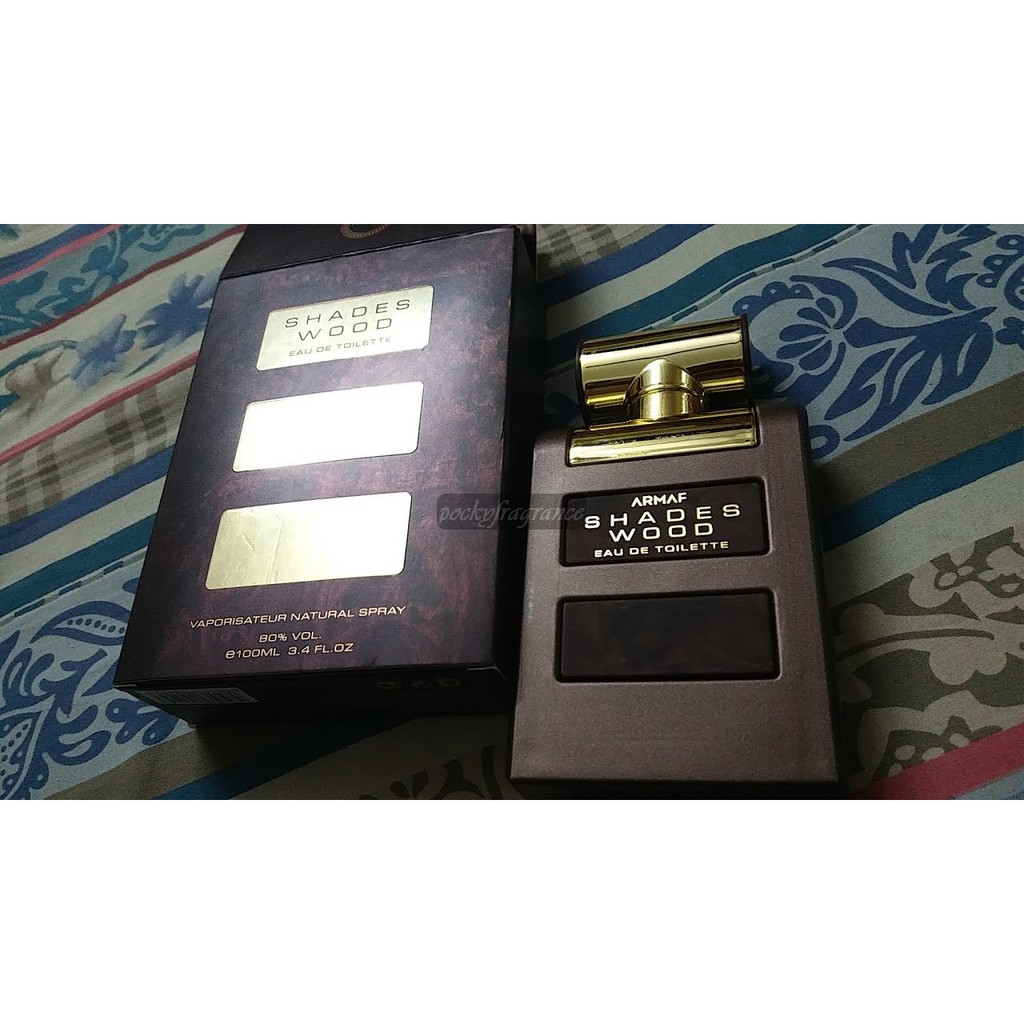 SHADES
WOOD
EAU DE TOILETTE
VAPORISATEUR NATURAL SPRAY
80% VOL.
e100ML 3.4 FL.OZ
pockyfragrance
ARMAF
SHADES
WOOD
EAU DE TOILETTE